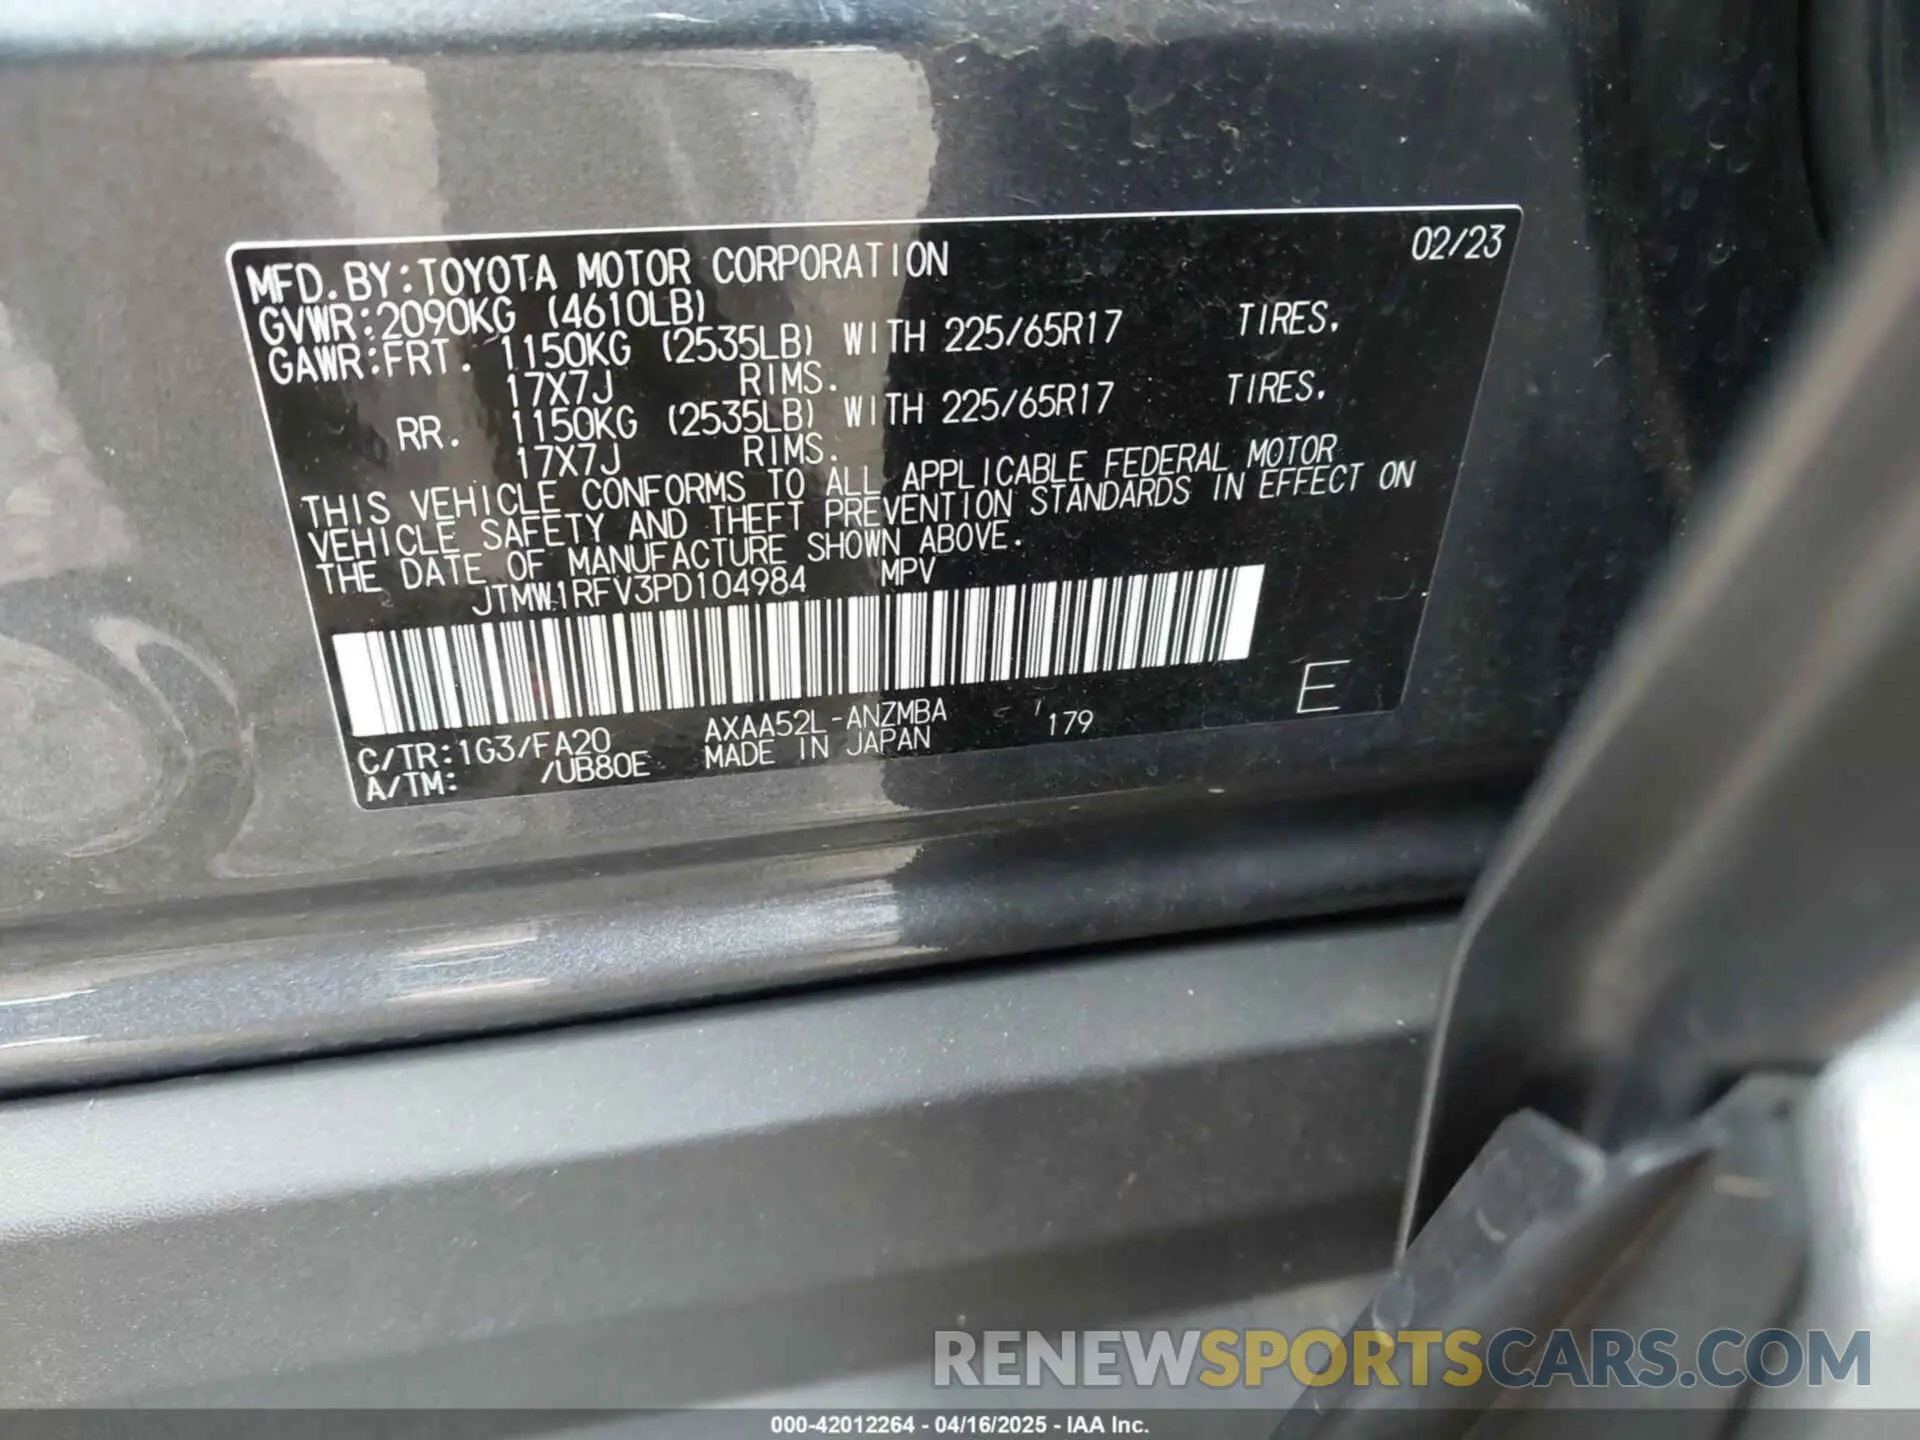 MFD.BY:TOYOTA MOTOR CORPORATION 02/23
GVWR:2090KG (4610LB)
GAWR:FRT. 1150KG (2535LB) WITH 225/65R17 TIRES,
17X7J RIMS.
RR. 1150KG (2535LB) WITH 225/65R17 TIRES,
17X7J RIMS.
THIS VEHICLE CONFORMS TO ALL APPLICABLE FEDERAL MOTOR
VEHICLE SAFETY AND THEFT PREVENTION STANDARDS IN EFFECT ON
THE DATE OF MANUFACTURE SHOWN ABOVE.
JTMW1RFV3PD104984 MPV
E
C/TR:1G3/FA20 AXAA52L-ANZMBA 179
A/TM: /UB80E MADE IN JAPAN
RENEWSPORTSCARS.COM
000-42012264 - 04/16/2025 - IAA Inc.